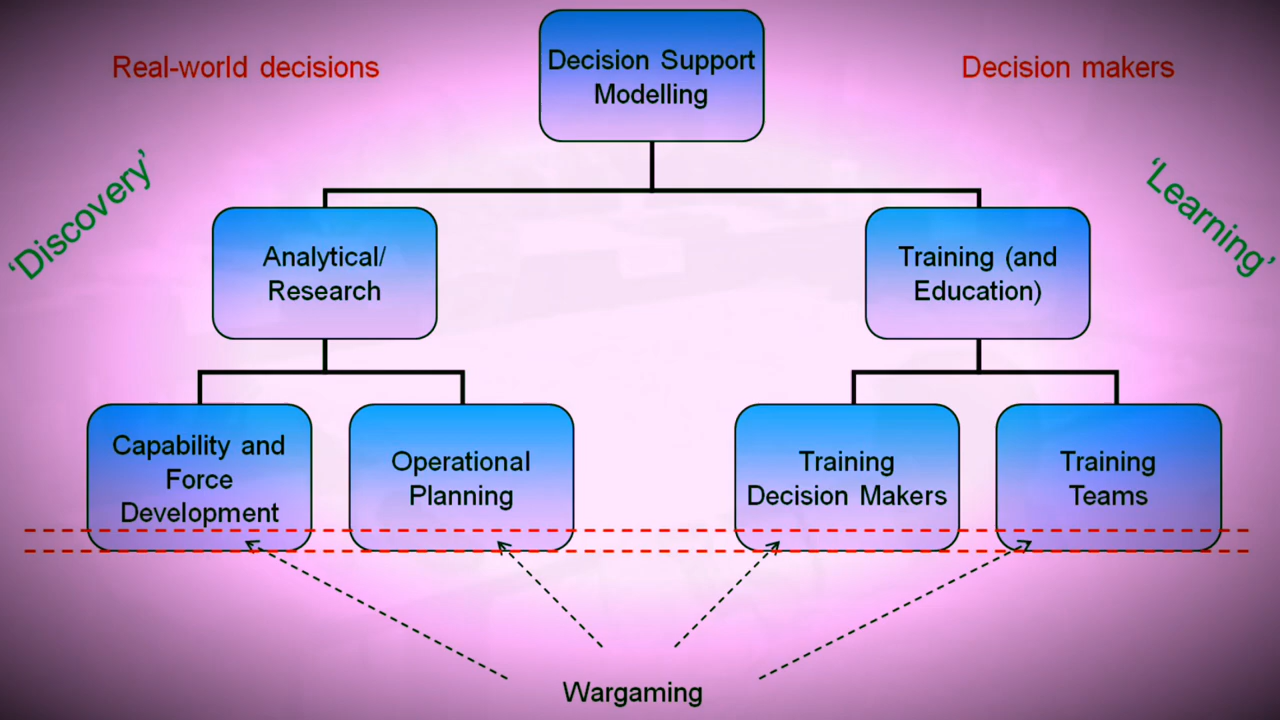 Decision Support
Modelling
Real-world decisions
Decision makers
‘Discovery’
‘Learning’
Analytical/
Research
Training (and
Education)
Capability and
Force
Development
Operational
Planning
Training
Decision Makers
Training
Teams
Wargaming